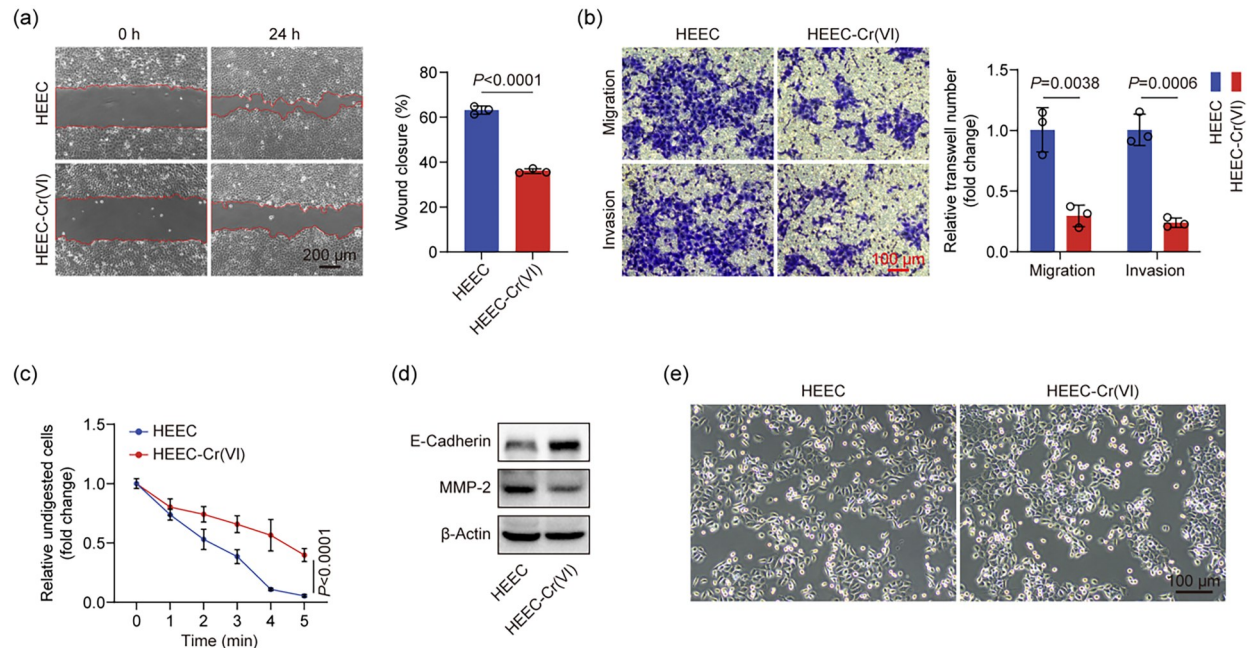 (a)
0 h
24 h
HEEC
HEEC-Cr(VI)
200 μm
Wound closure (%)
80
60
40
20
0
P<0.0001
HEEC
HEEC-Cr(VI)
(b)
HEEC
HEEC-Cr(VI)
Migration
Invasion
100 μm
Relative transwell number
(fold change)
1.5
1.0
0.5
0.0
P=0.0038
P=0.0006
Migration
Invasion
HEEC
HEEC-Cr(VI)
(c)
Relative undigested cells
(fold change)
1.5
1.0
0.5
0.0
HEEC
HEEC-Cr(VI)
P<0.0001
0 1 2 3 4 5
Time (min)
(d)
E-Cadherin
MMP-2
β-Actin
HEEC
HEEC-Cr(VI)
(e)
HEEC
HEEC-Cr(VI)
100 μm